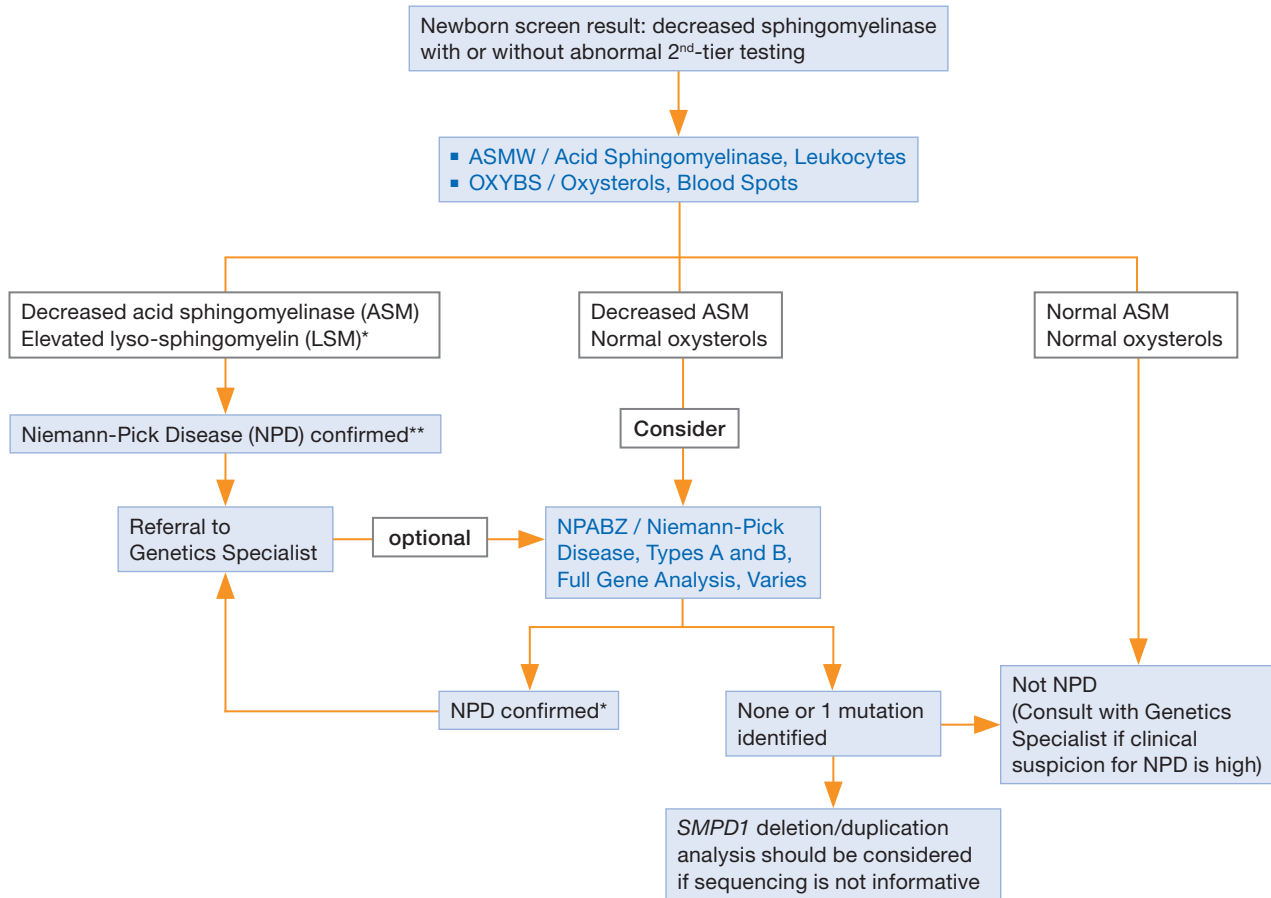 Newborn screen result: decreased sphingomyelinase
with or without abnormal 2nd-tier testing
▪ ASMW / Acid Sphingomyelinase, Leukocytes
▪ OXYBS / Oxysterols, Blood Spots
Decreased acid sphingomyelinase (ASM)
Elevated lyso-sphingomyelin (LSM)*
Decreased ASM
Normal oxysterols
Normal ASM
Normal oxysterols
Niemann-Pick Disease (NPD) confirmed**
Consider
Referral to
Genetics Specialist
optional
NPABZ / Niemann-Pick
Disease, Types A and B,
Full Gene Analysis, Varies
NPD confirmed*
None or 1 mutation
identified
Not NPD
(Consult with Genetics
Specialist if clinical
suspicion for NPD is high)
SMPD1 deletion/duplication
analysis should be considered
if sequencing is not informative